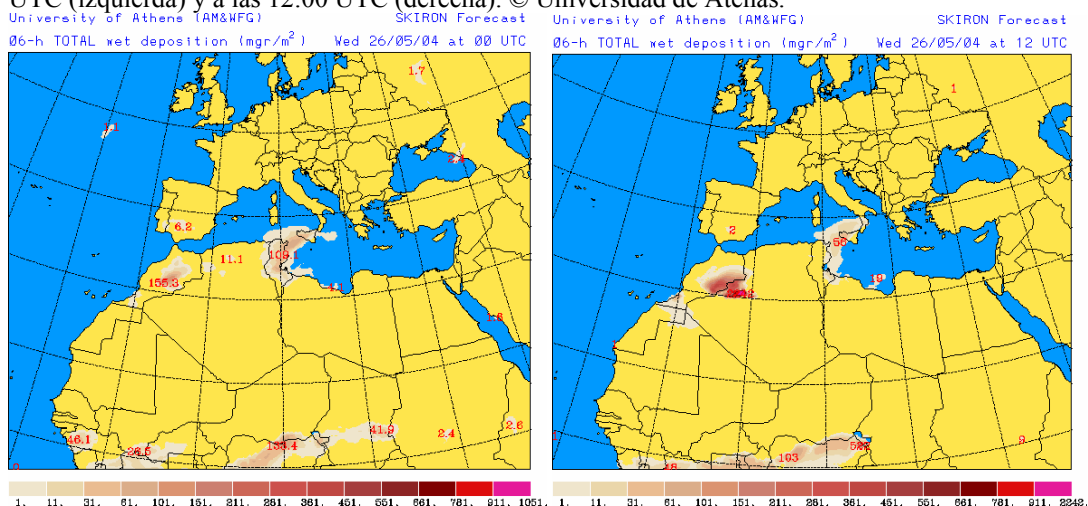 UTC (izquierda) y a las 12:00 UTC (derecha). © Universidad de Atenas.
University of Athens (AM&WFG) SKIRON Forecast
06-h TOTAL wet deposition (mgr/m²) Wed 26/05/04 at 00 UTC
1.7
1.1
2.4
6.2
11.1
109.1
155.3
4.1
1.6
46.1
41.9
2.4
2.6
1. 11. 31. 61. 101. 151. 211. 281. 361. 451. 551. 661. 781. 911. 1051.
University of Athens (AM&WFG) SKIRON Forecast
06-h TOTAL wet deposition (mgr/m²) Wed 26/05/04 at 12 UTC
1
2
56
19
9
103
1. 11. 31. 61. 101. 151. 211. 281. 361. 451. 551. 661. 781. 911. 2242.